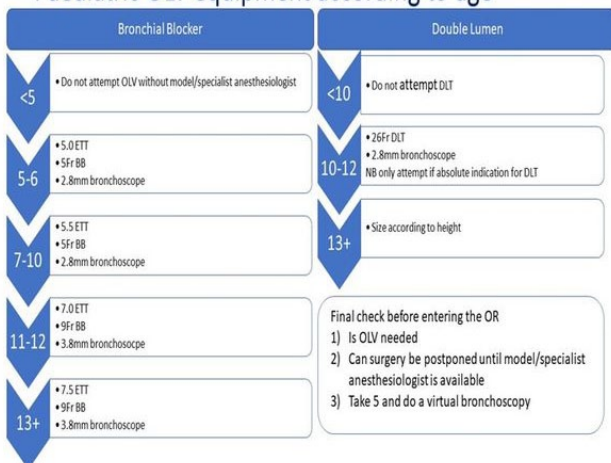 Bronchial Blocker
<5
• Do not attempt OLV without model/specialist anesthesiologist
5-6
• 5.0 ETT
• 5Fr BB
• 2.8mm bronchoscope
7-10
• 5.5 ETT
• 5Fr BB
• 2.8mm bronchoscope
11-12
• 7.0 ETT
• 9Fr BB
• 3.8mm bronchosocpe
13+
• 7.5 ETT
• 9Fr BB
• 3.8mm bronchoscope
Double Lumen
<10
• Do not attempt DLT
10-12
• 26Fr DLT
• 2.8mm bronchoscope
NB only attempt if absolute indication for DLT
13+
• Size according to height
Final check before entering the OR
1) Is OLV needed
2) Can surgery be postponed until model/specialist
anesthesiologist is available
3) Take 5 and do a virtual bronchoscopy